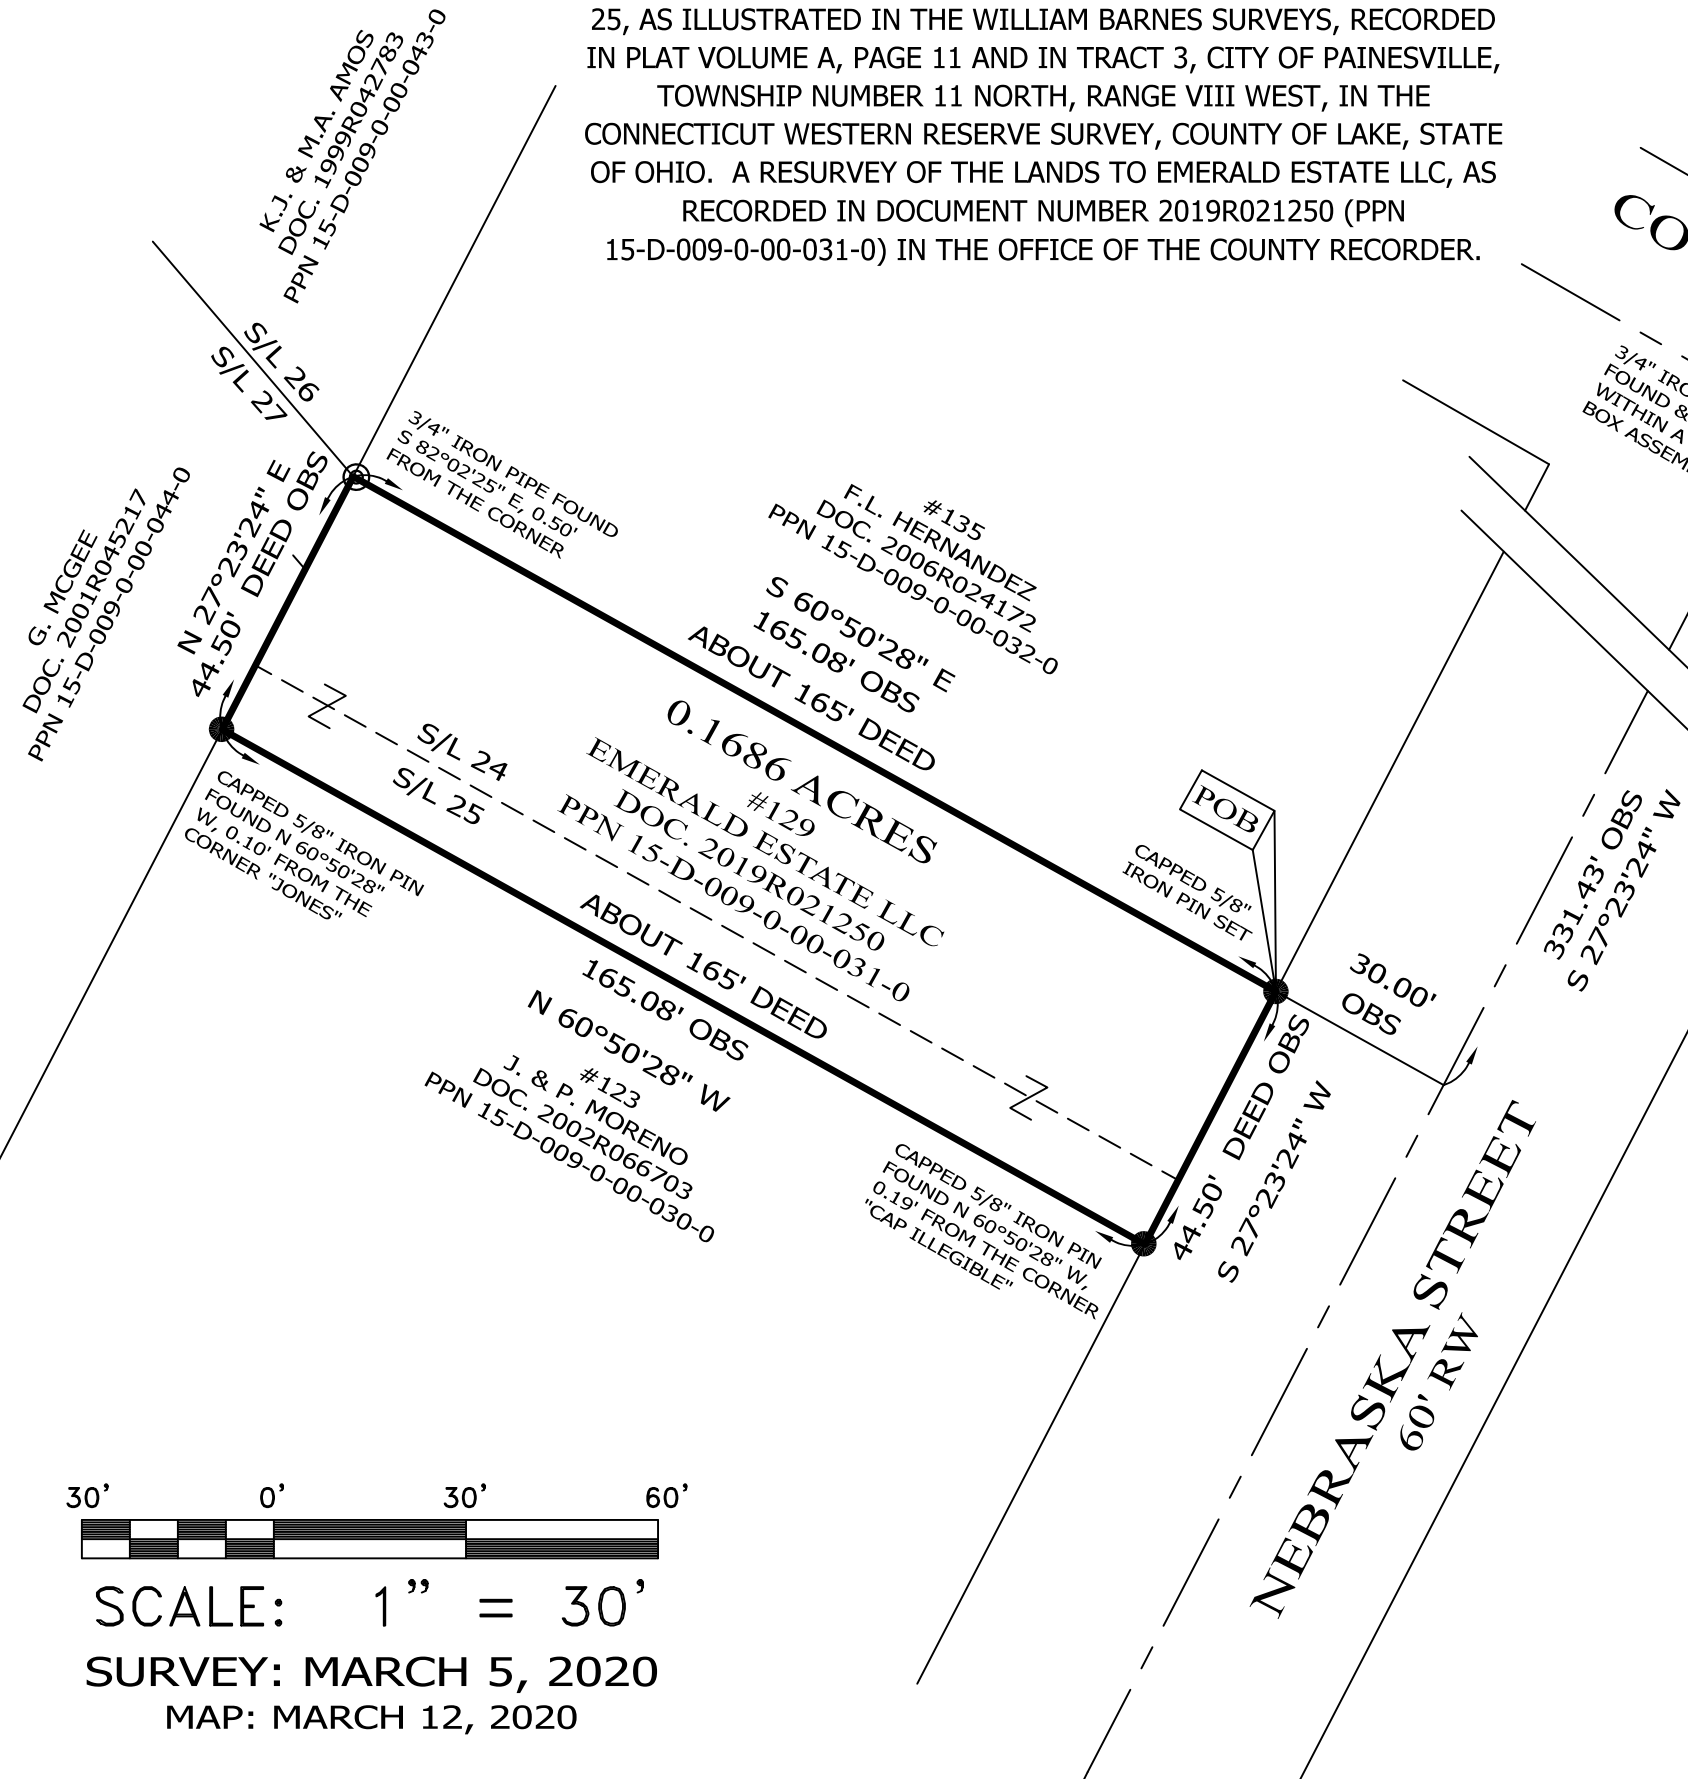 25, AS ILLUSTRATED IN THE WILLIAM BARNES SURVEYS, RECORDED
IN PLAT VOLUME A, PAGE 11 AND IN TRACT 3, CITY OF PAINESVILLE,
TOWNSHIP NUMBER 11 NORTH, RANGE VIII WEST, IN THE
CONNECTICUT WESTERN RESERVE SURVEY, COUNTY OF LAKE, STATE
OF OHIO. A RESURVEY OF THE LANDS TO EMERALD ESTATE LLC, AS
RECORDED IN DOCUMENT NUMBER 2019R021250 (PPN
15-D-009-0-00-031-0) IN THE OFFICE OF THE COUNTY RECORDER.
K.J. & M.A. AMOS
DOC. 1999R042783
PPN 15-D-009-0-00-043-0
CO
S/L 26
S/L 27
3/4" IRO
FOUND &
WITHIN A
BOX ASSEM
3/4" IRON PIPE FOUND
S 82°02'25" E, 0.50'
FROM THE CORNER
N 27°23'24" E
44.50' DEED OBS
G. MCGEE
DOC. 2001R045217
PPN 15-D-009-0-00-044-0
#135
F.L. HERNANDEZ
DOC. 2006R024172
PPN 15-D-009-0-00-032-0
S 60°50'28" E
165.08' OBS
ABOUT 165' DEED
0.1686 ACRES
EMERALD ESTATE LLC
#129
DOC. 2019R021250
PPN 15-D-009-0-00-031-0
S/L 24
S/L 25
POB
CAPPED 5/8"
IRON PIN SET
CAPPED 5/8" IRON PIN
FOUND N 60°50'28"
W, 0.10' FROM THE
CORNER "JONES"
ABOUT 165' DEED
165.08' OBS
N 60°50'28" W
#123
J. & P. MORENO
DOC. 2002R066703
PPN 15-D-009-0-00-030-0
30.00'
OBS
331.43' OBS
S 27°23'24" W
44.50' DEED OBS
S 27°23'24" W
CAPPED 5/8" IRON PIN
FOUND N 60°50'28" W,
0.19' FROM THE CORNER
"CAP ILLEGIBLE"
NEBRASKA STREET
60' RW
30' 0' 30' 60'
SCALE: 1" = 30'
SURVEY: MARCH 5, 2020
MAP: MARCH 12, 2020